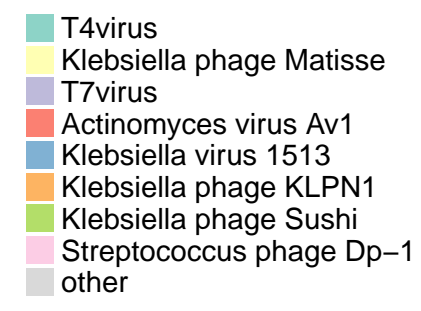 T4virus
Klebsiella phage Matisse
T7virus
Actinomyces virus Av1
Klebsiella virus 1513
Klebsiella phage KLPN1
Klebsiella phage Sushi
Streptococcus phage Dp−1
other